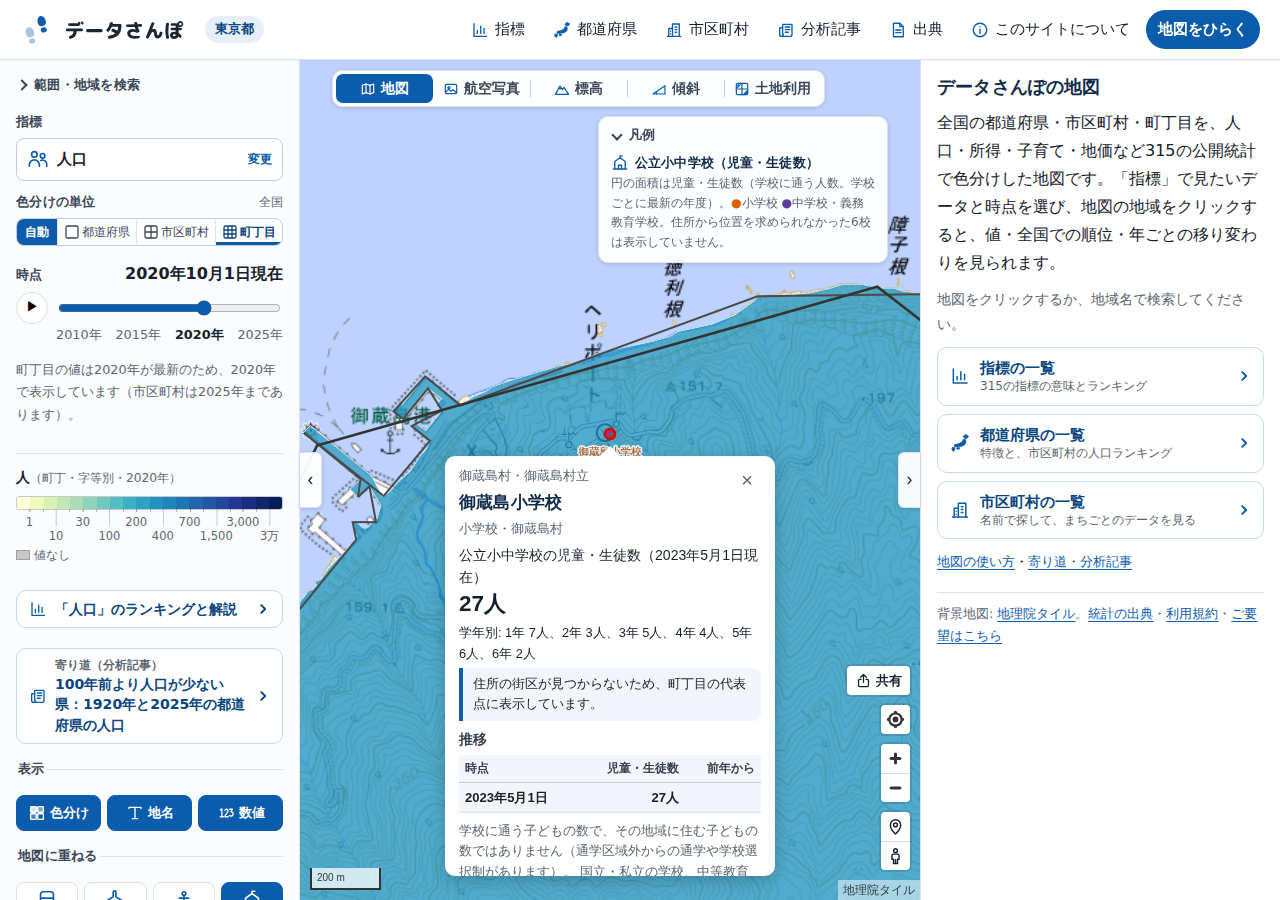 データさんぽ 東京都 指標 都道府県 市区町村 分析記事 出典 このサイトについて 地図をひらく
範囲・地域を検索
指標
人口 変更
色分けの単位 全国
自動 都道府県 市区町村 町丁目
時点 2020年10月1日現在
2010年 2015年 2020年 2025年
町丁目の値は2020年が最新のため、2020年
で表示しています（市区町村は2025年まであ
ります）。
人（町丁・字等別・2020年）
1 30 200 700 3,000
10 100 400 1,500 3万
値なし
「人口」のランキングと解説
寄り道（分析記事）
100年前より人口が少ない
県：1920年と2025年の都道
府県の人口
表示
色分け 地名 123 数値
地図に重ねる
地図 航空写真 標高 傾斜 土地利用
凡例
公立小中学校（児童・生徒数）
円の面積は児童・生徒数（学校に通う人数。学校
ごとに最新の年度）。●小学校 ●中学校・義務
教育学校。住所から位置を求められなかった6校
は表示していません。
障子根
徳利根
ヘリポート
151.7
197
御蔵島港
159.1
350
御蔵島小学校
御蔵島村・御蔵島村立 ×
御蔵島小学校
小学校・御蔵島村
公立小中学校の児童・生徒数（2023年5月1日現
在）
27人
学年別: 1年 7人、2年 3人、3年 5人、4年 4人、5年
6人、6年 2人
住所の街区が見つからないため、町丁目の代表
点に表示しています。
推移
時点 児童・生徒数 前年から
2023年5月1日 27人
学校に通う子どもの数で、その地域に住む子どもの
数ではありません（通学区域外からの通学や学校選
択制があります）。 国立・私立の学校、中等教育
‹
›
共有
+
−
200 m
地理院タイル
データさんぽの地図
全国の都道府県・市区町村・町丁目を、人
口・所得・子育て・地価など315の公開統計
で色分けした地図です。「指標」で見たいデ
ータと時点を選び、地図の地域をクリックす
ると、値・全国での順位・年ごとの移り変わ
りを見られます。
地図をクリックするか、地域名で検索してくださ
い。
指標の一覧
315の指標の意味とランキング
都道府県の一覧
特徴と、市区町村の人口ランキング
市区町村の一覧
名前で探して、まちごとのデータを見る
地図の使い方・寄り道・分析記事
背景地図: 地理院タイル。統計の出典・利用規約・ご要
望はこちら